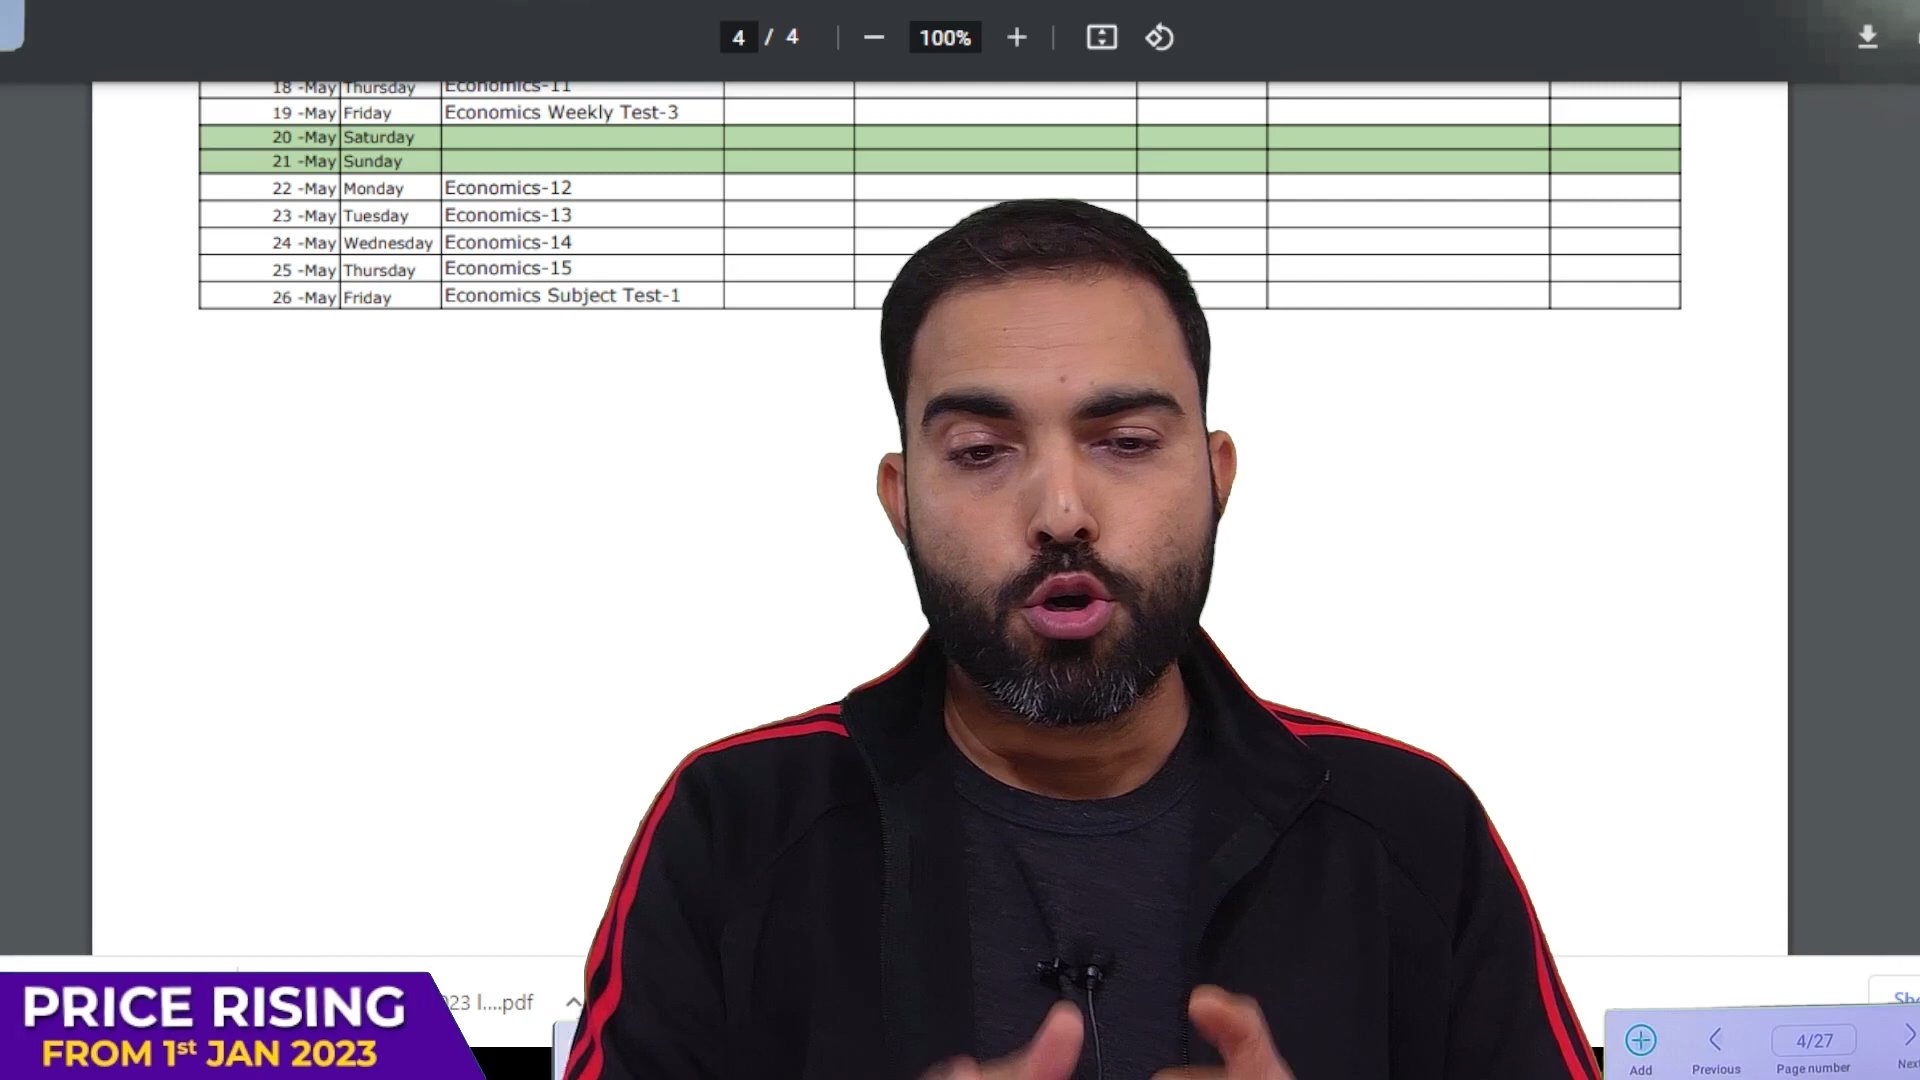 4 / 4 100%
18 -May Thursday Economics-11
19 -May Friday Economics Weekly Test-3
20 -May Saturday
21 -May Sunday
22 -May Monday Economics-12
23 -May Tuesday Economics-13
24 -May Wednesday Economics-14
25 -May Thursday Economics-15
26 -May Friday Economics Subject Test-1
PRICE RISING
FROM 1st JAN 2023
23 l....pdf
4/27
Add Previous Page number